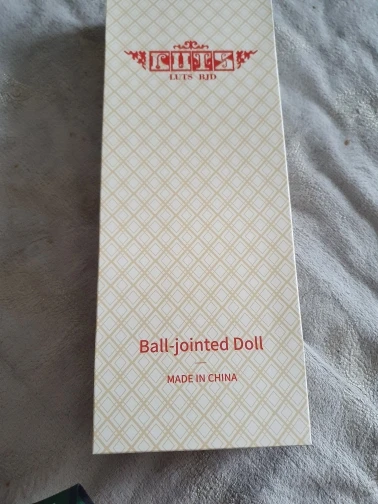 LUTS
LUTS BJD
Ball-jointed Doll
MADE IN CHINA